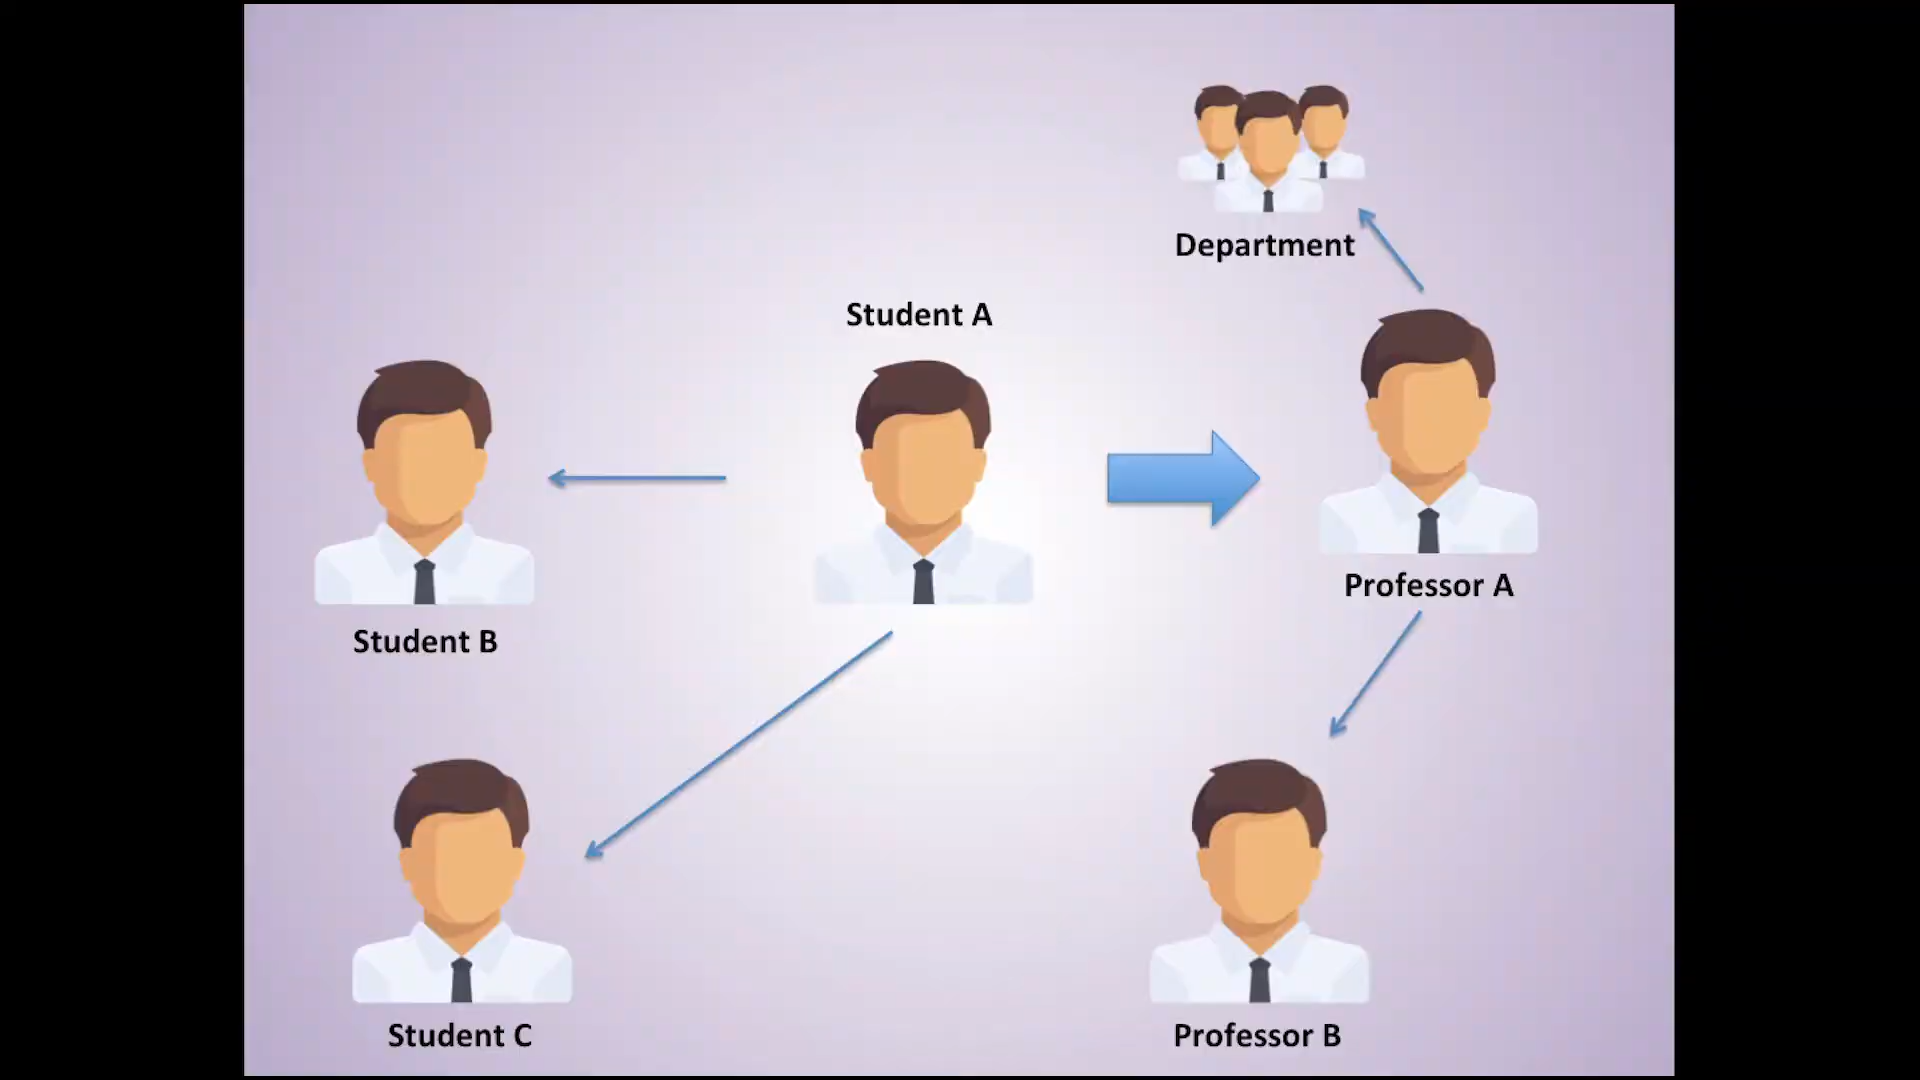 Department
Student A
Professor A
Student B
Student C
Professor B